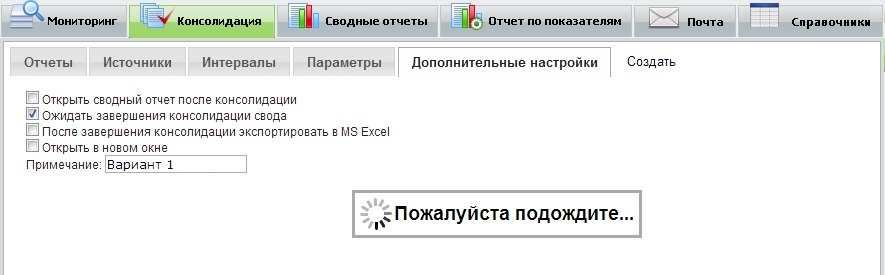 Мониторинг Консолидация Сводные отчеты Отчет по показателям Почта Справочники
Отчеты Источники Интервалы Параметры Дополнительные настройки Создать
Открыть сводный отчет после консолидации
Ожидать завершения консолидации свода
После завершения консолидации экспортировать в MS Excel
Открыть в новом окне
Примечание: Вариант 1
Пожалуйста подождите...